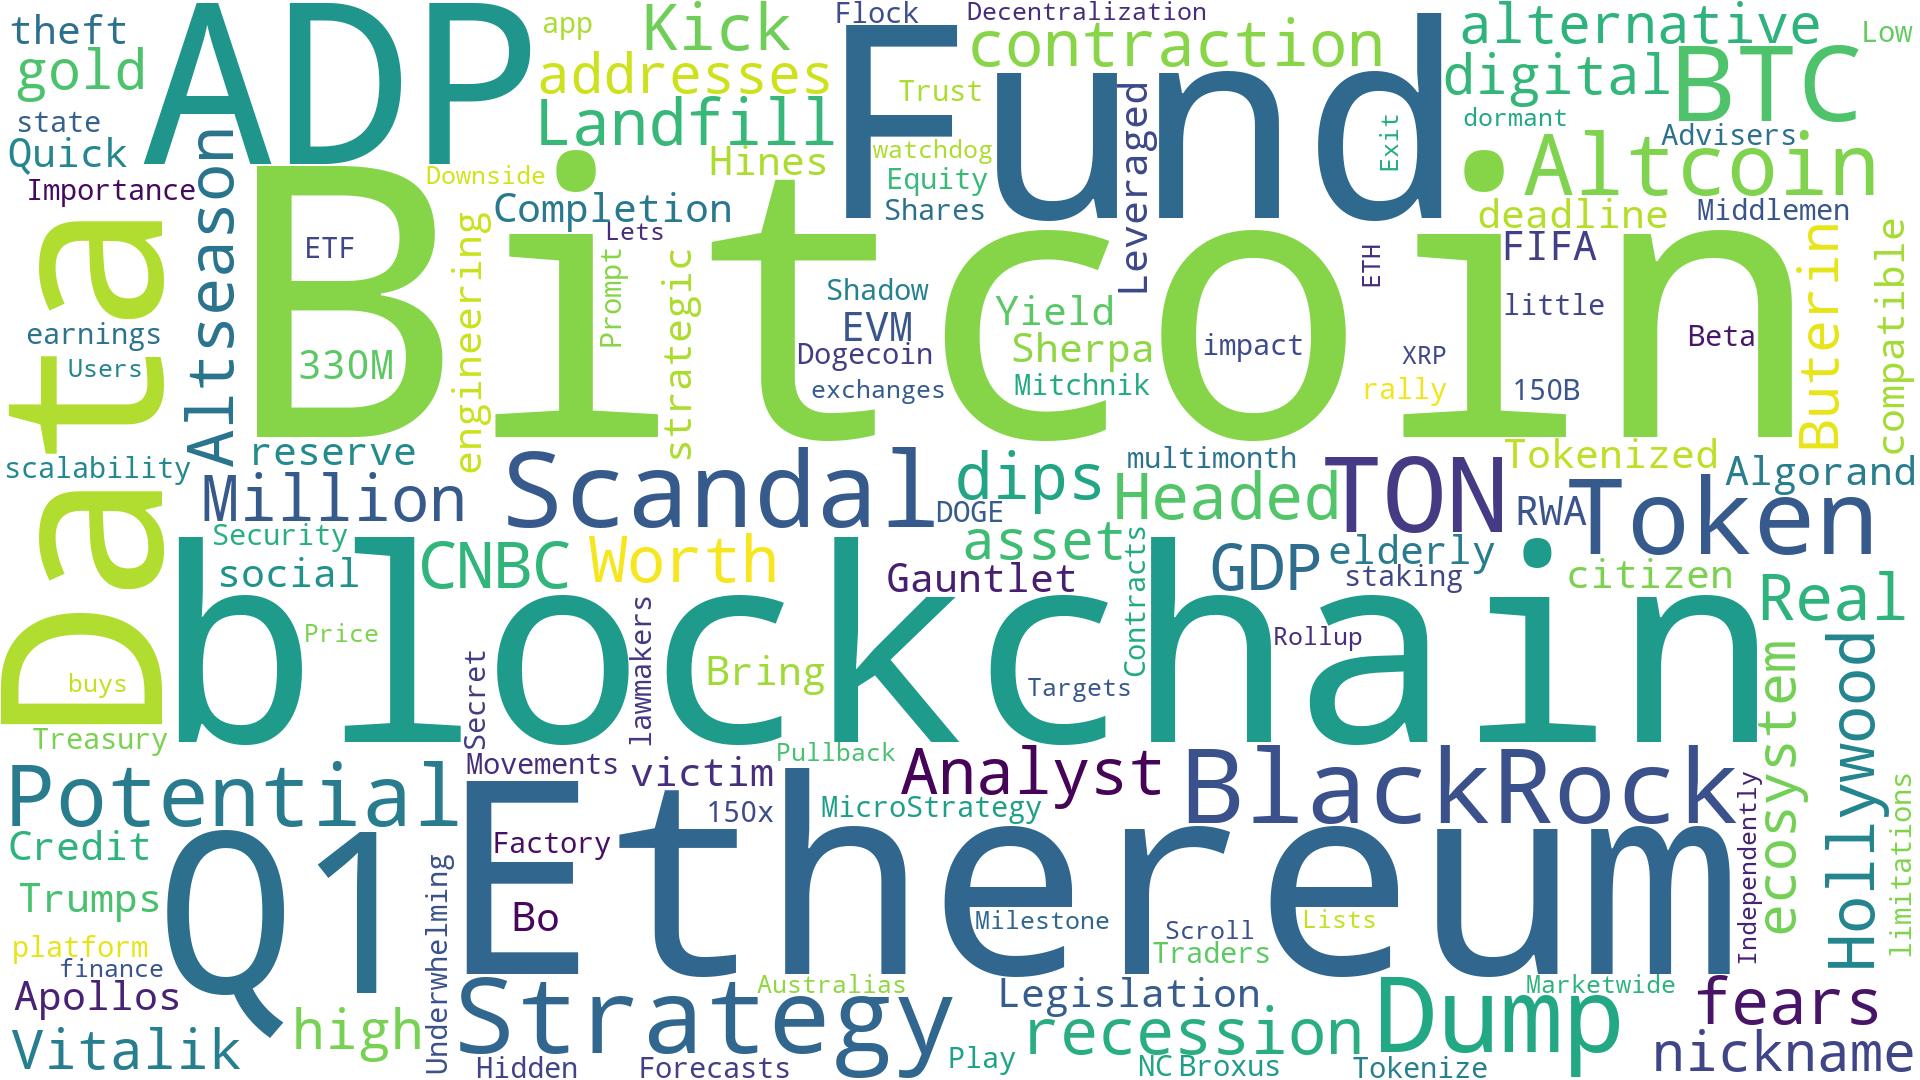 theft
gold
state
Quick
Importance
ADP
app
Kick
addresses
Landfill
Hines
Flock
Decentralization
contraction
Trust
watchdog
Equity
Shares
Fund
Leveraged
Exit
alternative
Low
digital
BTC
dormant
Advisers
Altcoin
deadline
Middlemen
Downside
Completion
Lets
Data
Altseason
Bitcoin
ETF
330M
engineering
Prompt
strategic
Shadow
EVM
Dogecoin
exchanges
Yield
Sherpa
Mitchnik
impact
ETH
XRP
rally
FIFA
little
150B
Beta
Buterin
compatible
earnings
Users
scalability
reserve
Million
Scandal
DOGE
dips
multimonth
Headed
TON
Tokenized
RWA
Token
Algorand
Security
social
CNBC
Worth
asset
Gauntlet
Contracts
GDP
elderly
staking
citizen
Real
blockchain
Price
buys
Treasury
Secret
lawmakers
Bring
Targets
Rollup
ecosystem
Hollywood
Movements
victim
Pullback
Analyst
BlackRock
Potential
150x
MicroStrategy
Credit
Trumps
platform
finance
Apollos
Vitalik
Q1
high
Underwhelming
Factory
Bo
Ethereum
Milestone
Scroll
Traders
Lists
Independently
limitations
Strategy
Australias
Legislation
recession
Dump
Marketwide
fears
nickname
Hidden
Forecasts
Play
NC
Broxus
Tokenize